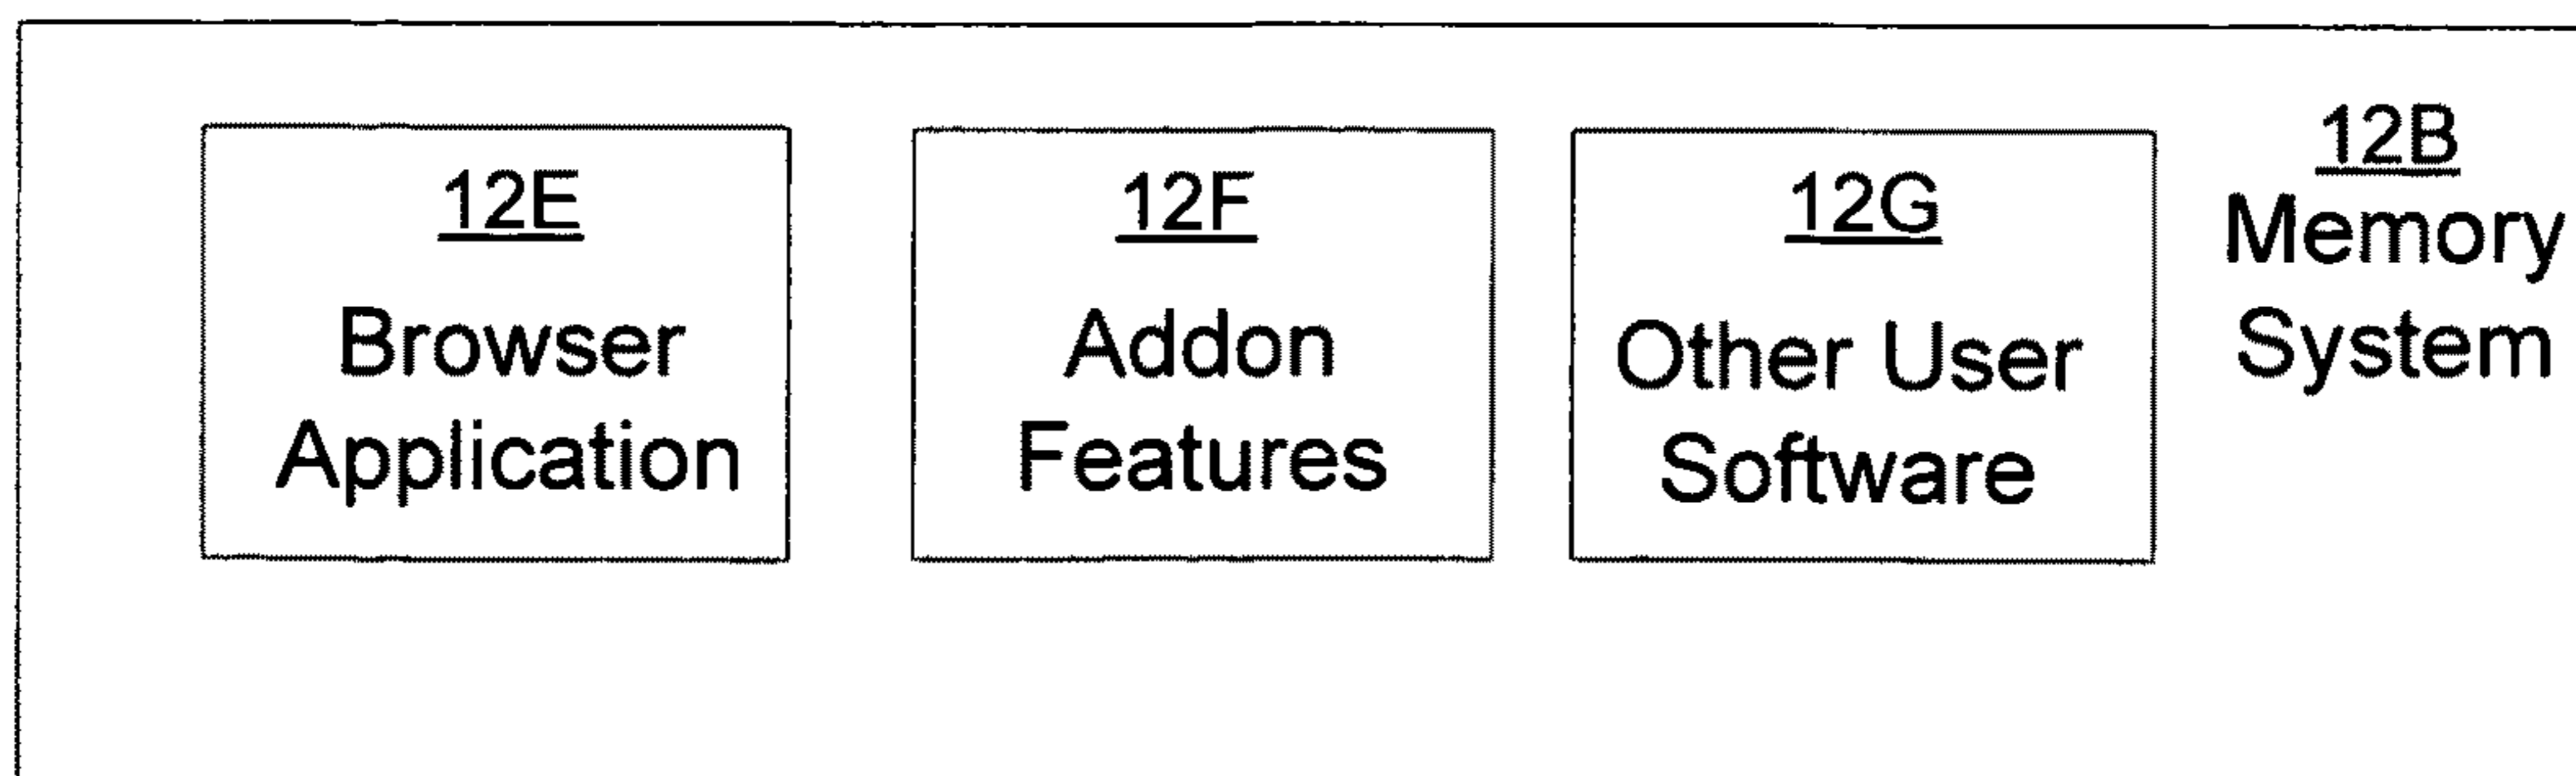 12E
Browser
Application
12F
Addon
Features
12G
Other User
Software
12B
Memory
System